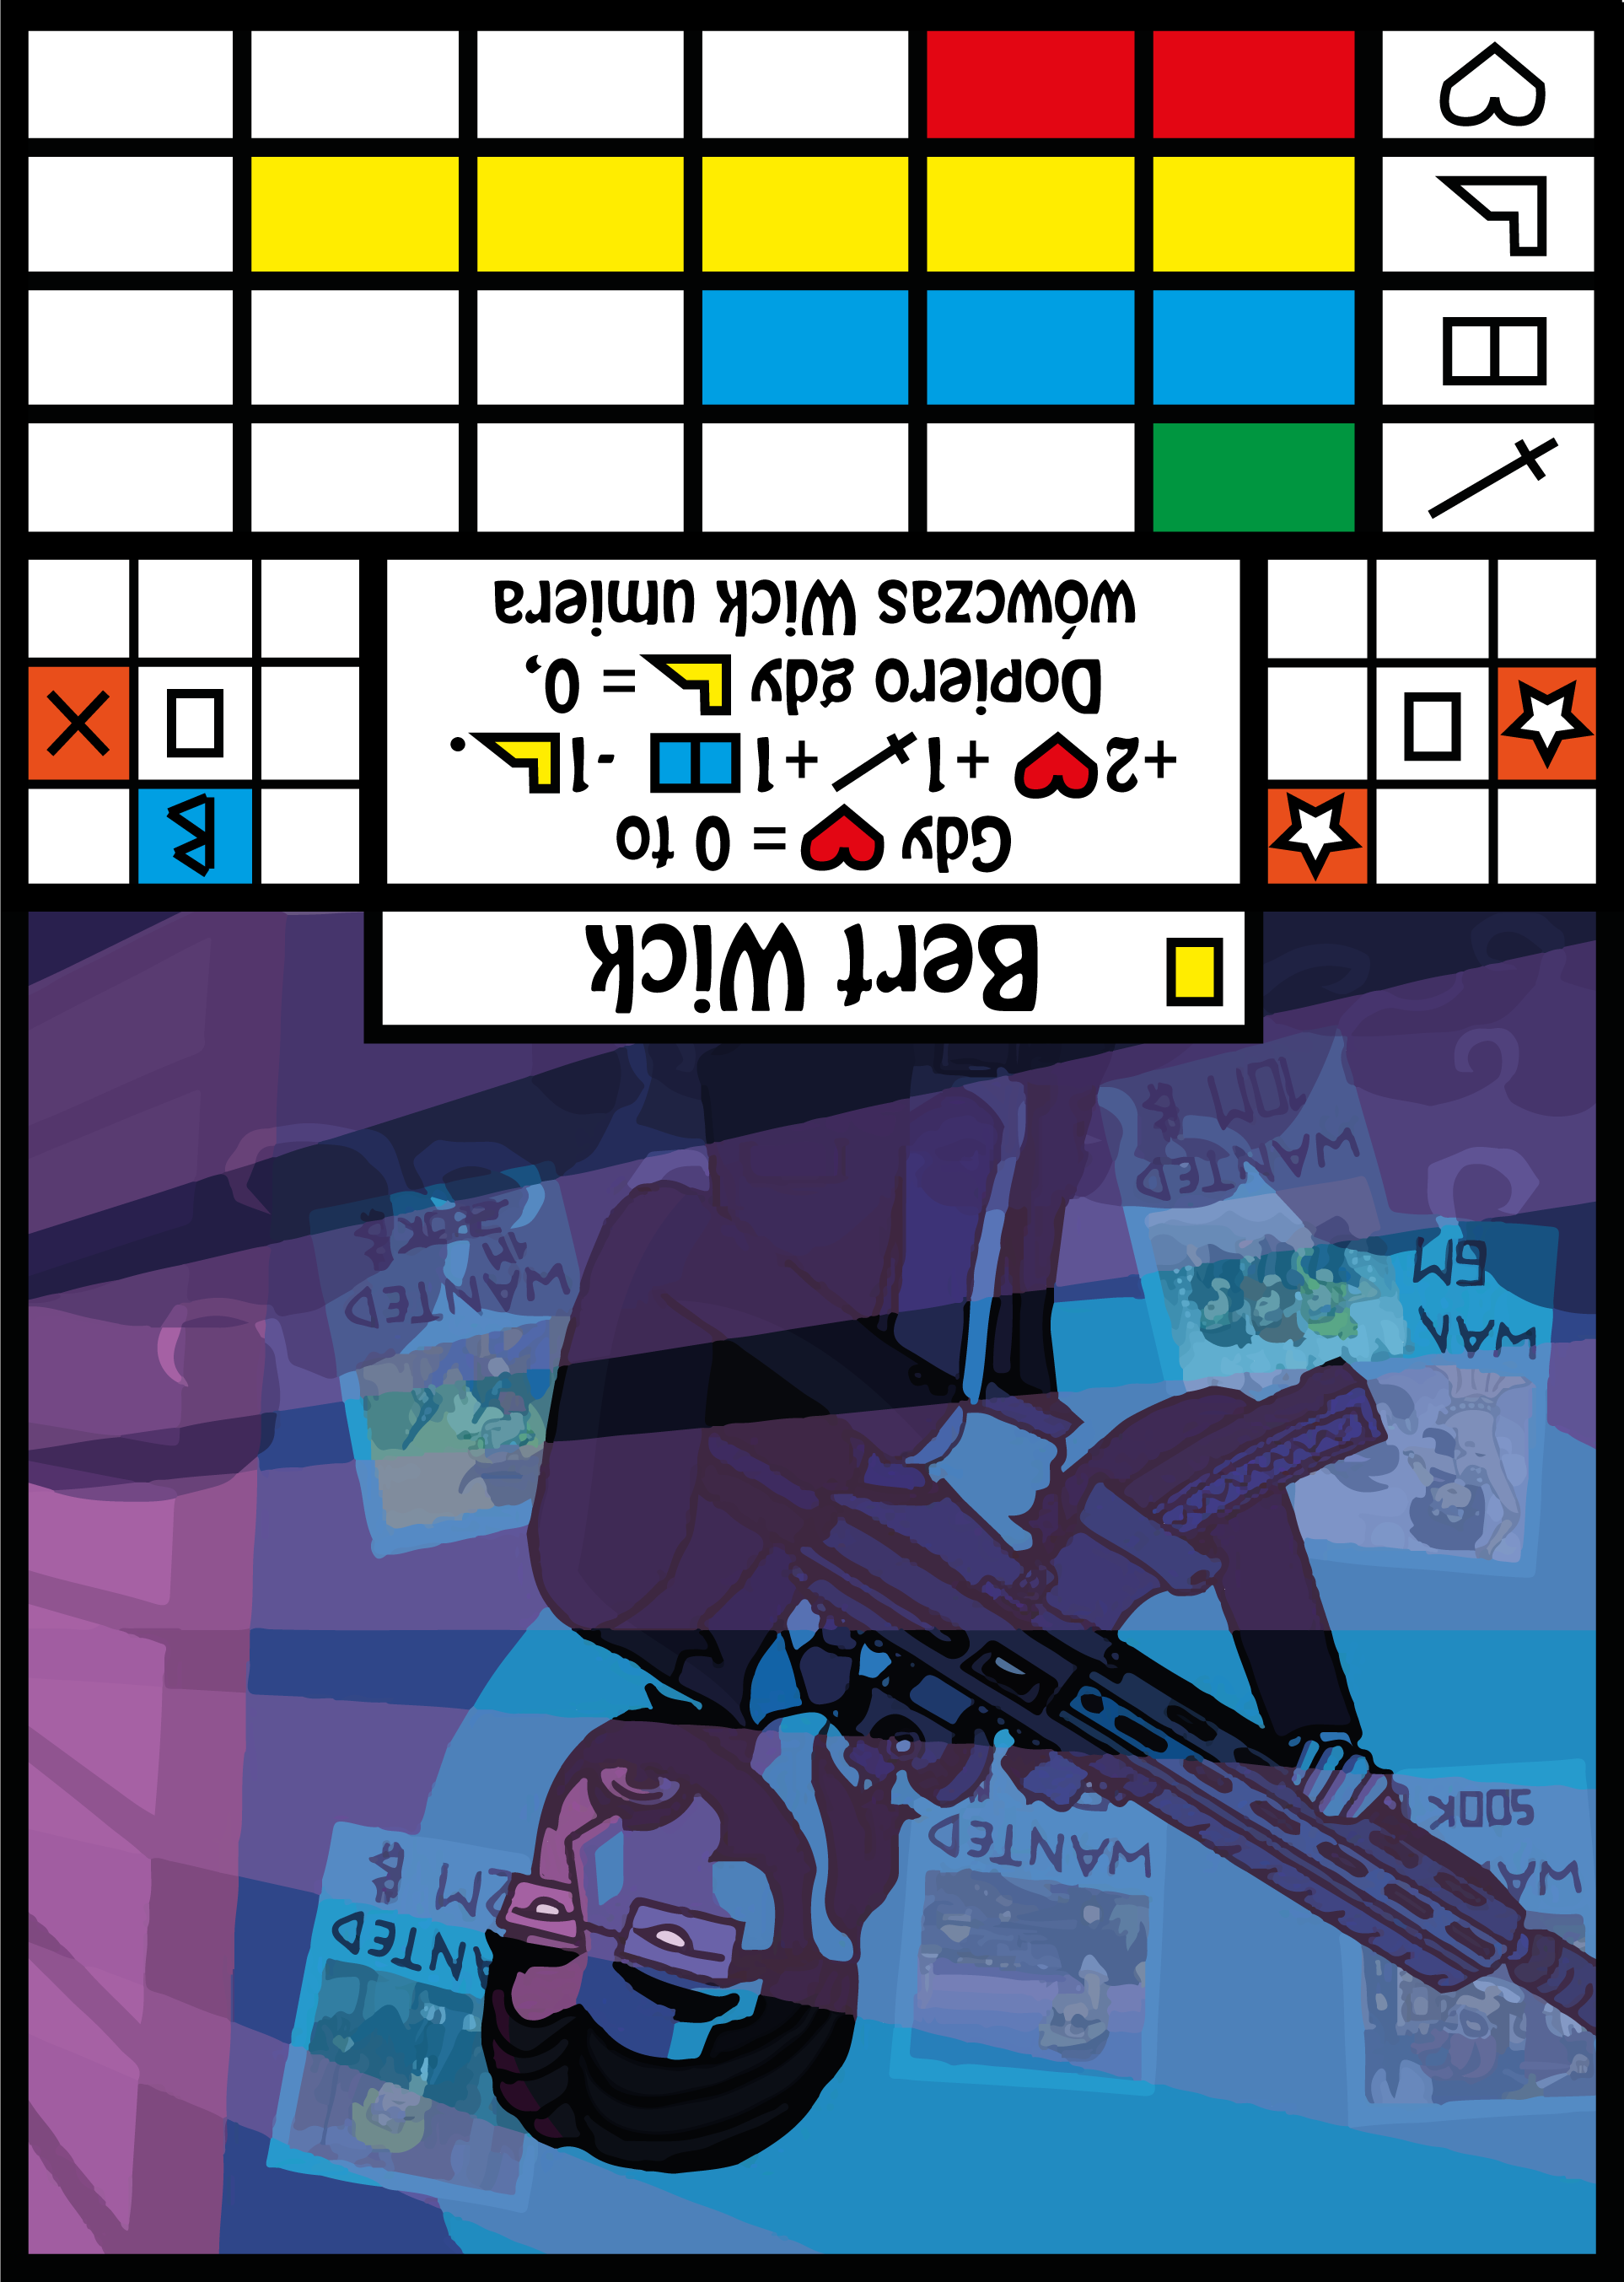 WANTED
500K
WANTED
WANTED
2M B
WAN
6M
WANTED
1M
WANTED
10M B
Bert Wick
Gdy = 0 to
+2 +1 +1 -1 .
Dopiero gdy = 0,
wówczas Wick umiera